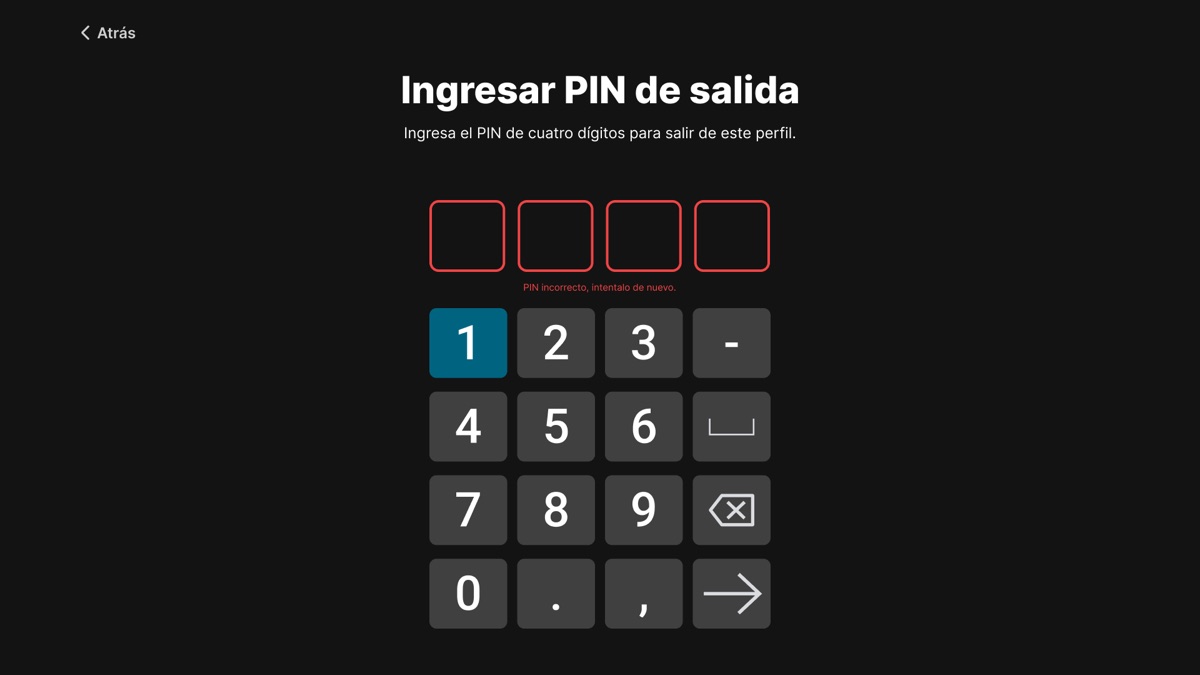 Atrás
Ingresar PIN de salida
Ingresa el PIN de cuatro dígitos para salir de este perfil.
PIN incorrecto, intentalo de nuevo.
1 2 3 -
4 5 6
7 8 9
0 . ,